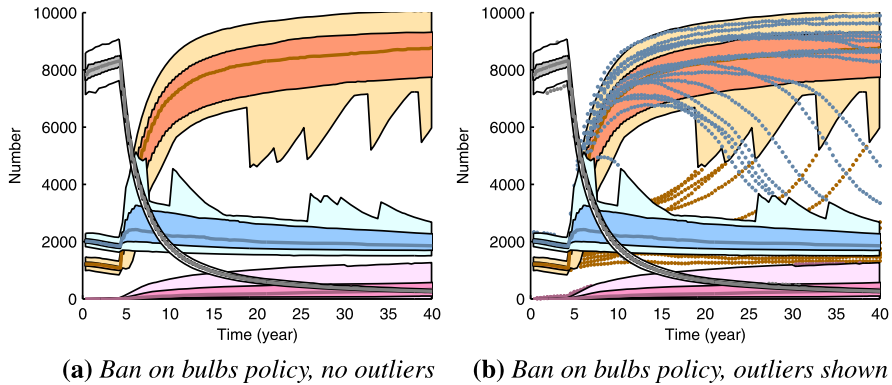 10000
8000
6000
4000
2000
0
Number
0 5 10 15 20 25 30 35 40
Time (year)
(a) Ban on bulbs policy, no outliers
10000
8000
6000
4000
2000
0
Number
0 5 10 15 20 25 30 35 40
Time (year)
(b) Ban on bulbs policy, outliers shown